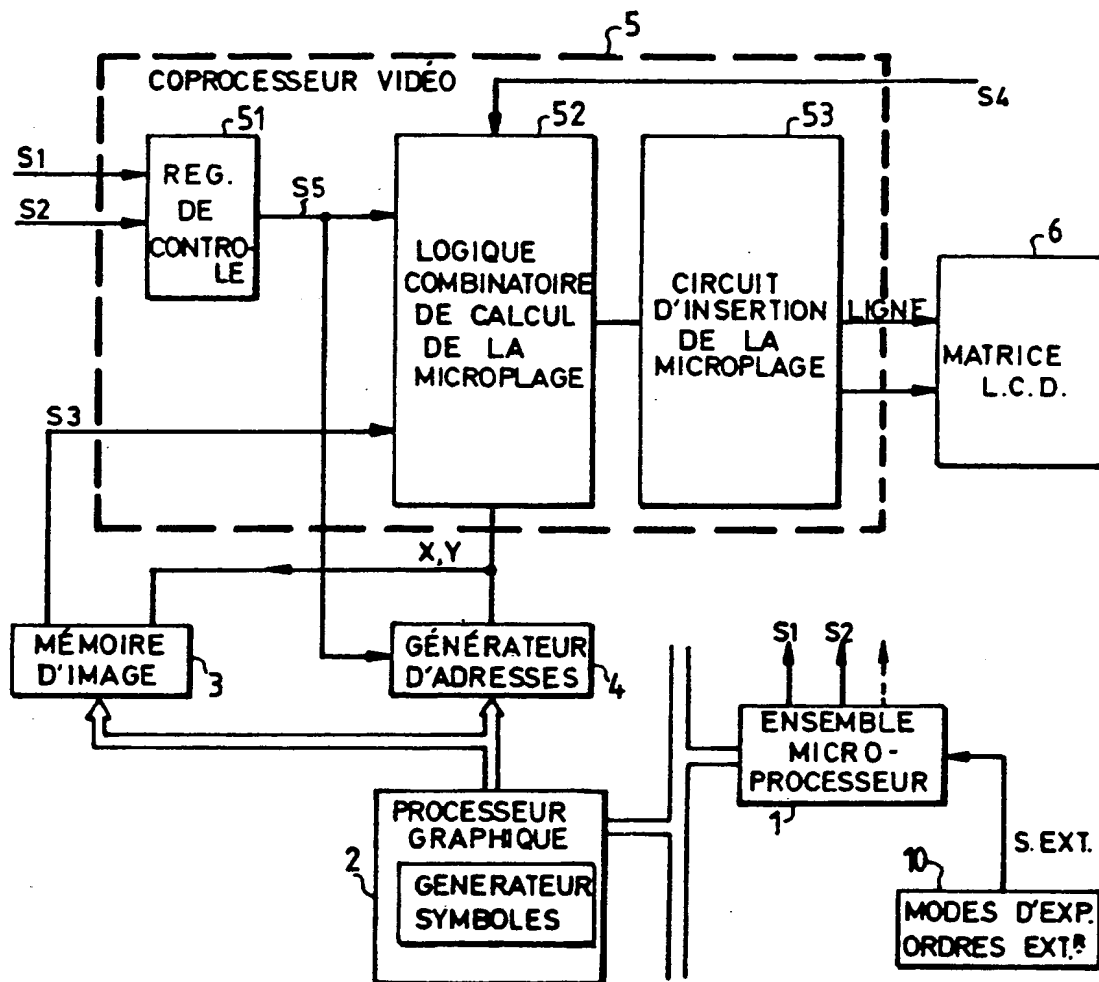 5
COPROCESSEUR VIDÉO
S4
51
52
53
S1
S2
REG.
DE
CONTRO-
LE
S5
LOGIQUE
COMBINATOIRE
DE CALCUL
DE LA
MICROPLAGE
CIRCUIT
D'INSERTION
DE LA
MICROPLAGE
LIGNE
6
MATRICE
L.C.D.
S3
X,Y
MÉMOIRE
D'IMAGE
3
GÉNÉRATEUR
D'ADRESSES
4
S1
S2
ENSEMBLE
MICRO-
PROCESSEUR
1
PROCESSEUR
GRAPHIQUE
2
GENERATEUR
SYMBOLES
S.EXT.
10
MODES D'EXP.
ORDRES EXT.R